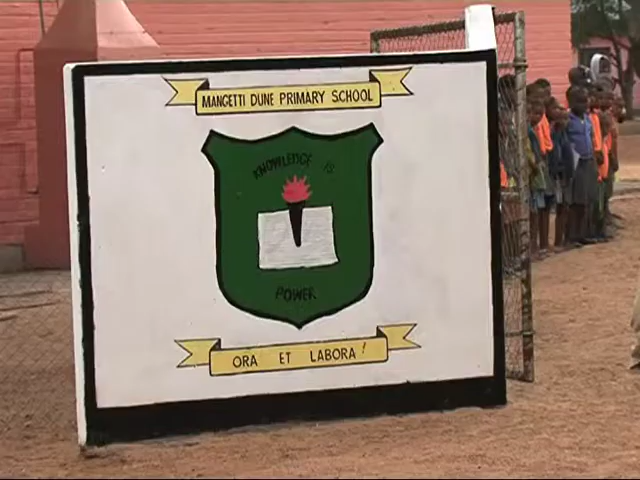 MANGETTI DUNE PRIMARY SCHOOL
KNOWLEDGE IS
POWER
ORA ET LABORA!